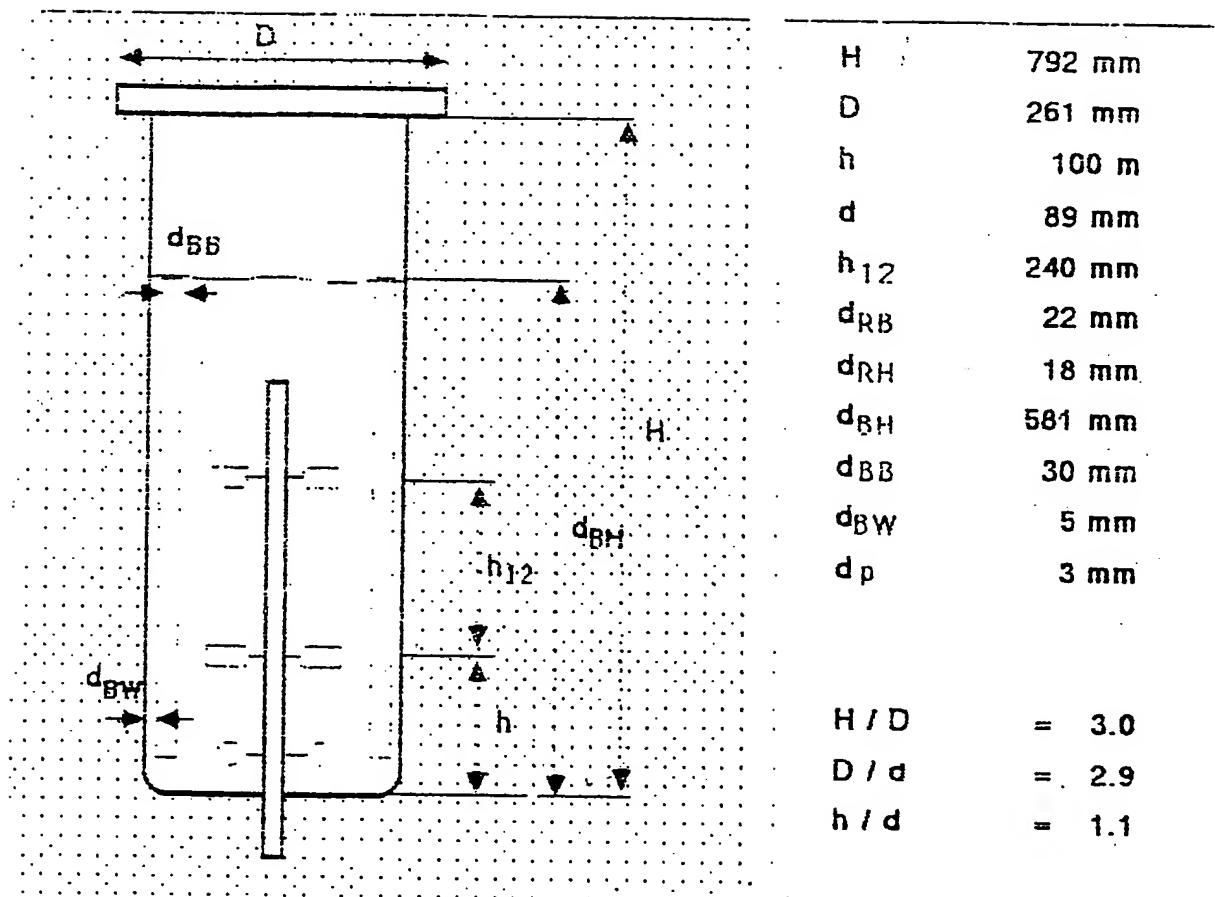 D
d_BB
H
d_BH
h_12
d_BW
h
H 792 mm
D 261 mm
h 100 m
d 89 mm
h_12 240 mm
d_RB 22 mm
d_RH 18 mm
d_BH 581 mm
d_BB 30 mm
d_BW 5 mm
d p 3 mm
H / D = 3.0
D / d = 2.9
h / d = 1.1